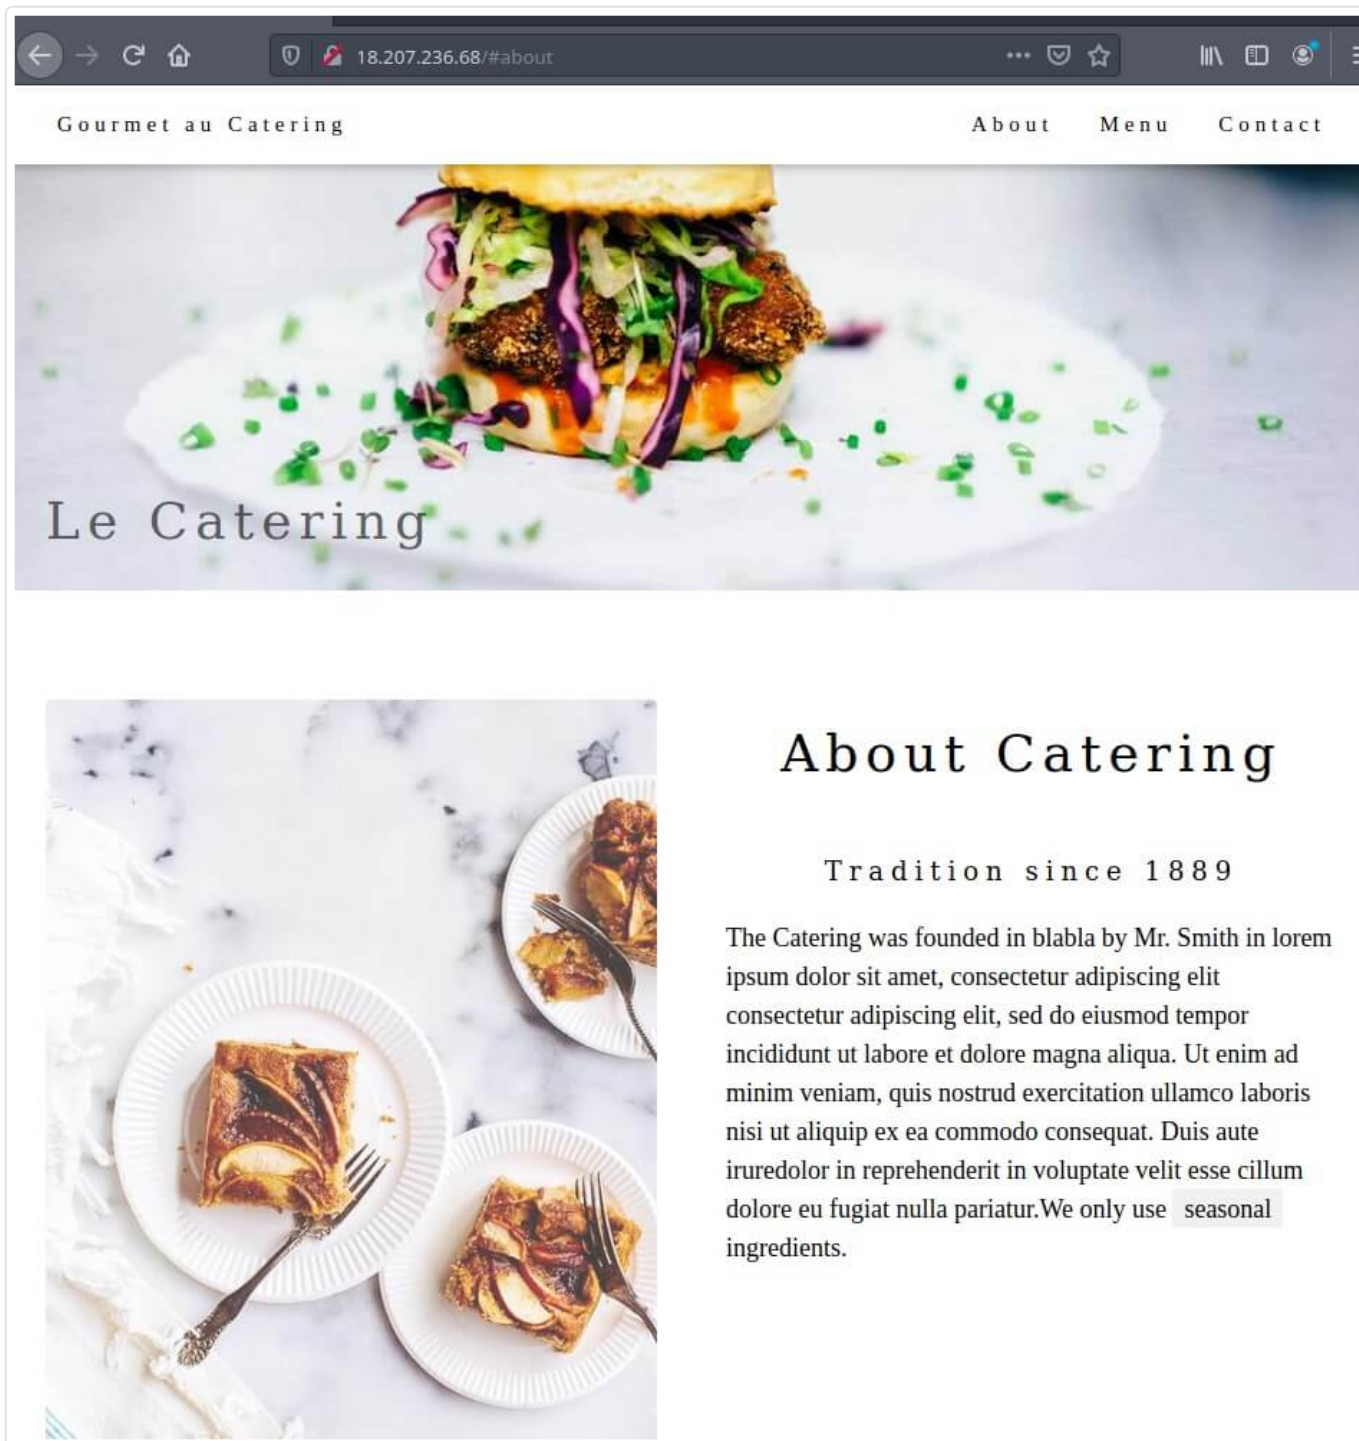 18.207.236.68/#about
Gourmet au Catering
About Menu Contact
Le Catering
About Catering
Tradition since 1889
The Catering was founded in blabla by Mr. Smith in lorem
ipsum dolor sit amet, consectetur adipiscing elit
consectetur adipiscing elit, sed do eiusmod tempor
incididunt ut labore et dolore magna aliqua. Ut enim ad
minim veniam, quis nostrud exercitation ullamco laboris
nisi ut aliquip ex ea commodo consequat. Duis aute
iruredolor in reprehenderit in voluptate velit esse cillum
dolore eu fugiat nulla pariatur.We only use seasonal
ingredients.